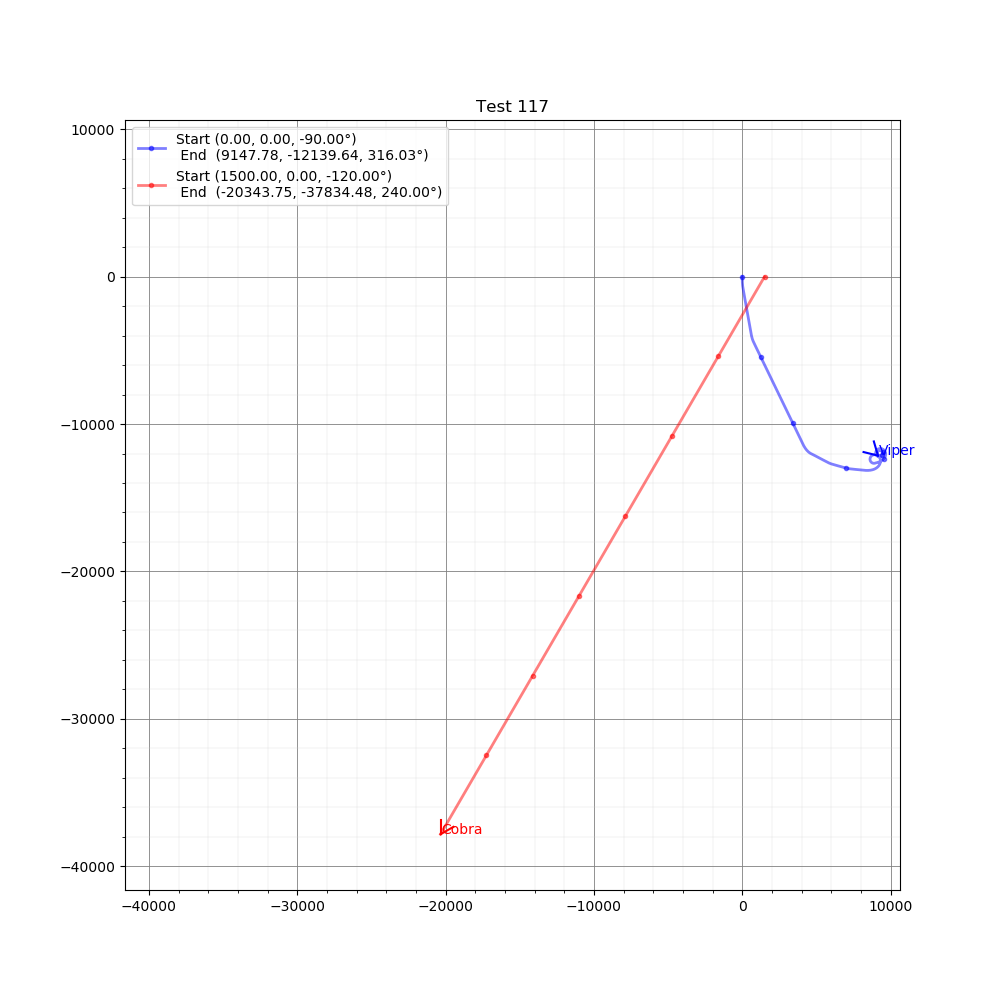 Test 117
Start (0.00, 0.00, -90.00°)
End  (9147.78, -12139.64, 316.03°)
Start (1500.00, 0.00, -120.00°)
End  (-20343.75, -37834.48, 240.00°)
10000
0
−10000
−20000
−30000
−40000
Viper
Cobra
−40000
−30000
−20000
−10000
0
10000